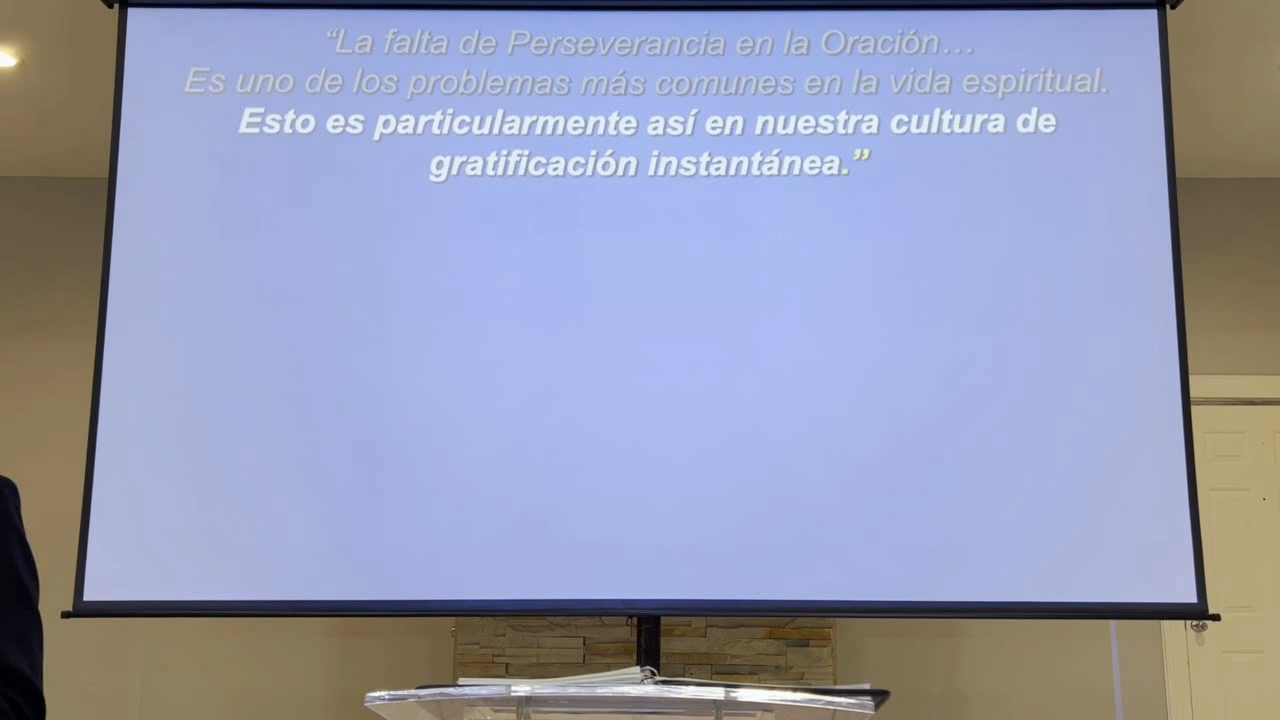 “La falta de Perseverancia en la Oración…
Es uno de los problemas más comunes en la vida espiritual.
Esto es particularmente así en nuestra cultura de
gratificación instantánea.”